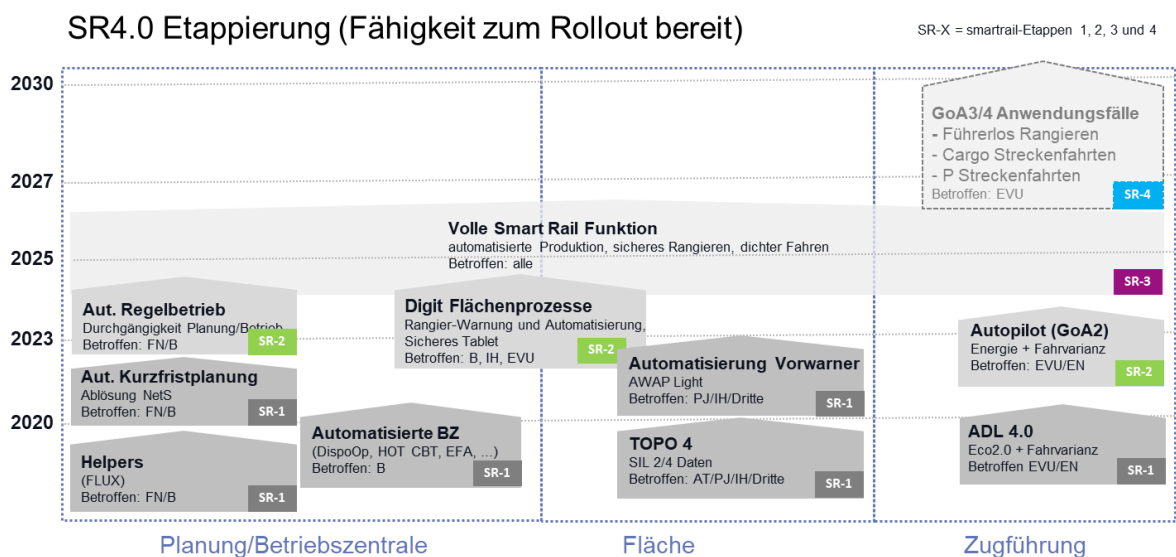 SR4.0 Etappierung (Fähigkeit zum Rollout bereit)
SR-X = smartrail-Etappen 1, 2, 3 und 4
2030
GoA3/4 Anwendungsfälle
- Führerlos Rangieren
- Cargo Streckenfahrten
- P Streckenfahrten
Betroffen: EVU
SR-4
2027
Volle Smart Rail Funktion
automatisierte Produktion, sicheres Rangieren, dichter Fahren
Betroffen: alle
SR-3
2025
Aut. Regelbetrieb
Durchgängigkeit Planung/Betrieb
Betroffen: FN/B
SR-2
Digit Flächenprozesse
Rangier-Warnung und Automatisierung,
Sicheres Tablet
Betroffen: B, IH, EVU
SR-2
Autopilot (GoA2)
Energie + Fahrvarianz
Betroffen: EVU/EN
SR-2
2023
Aut. Kurzfristplanung
Ablösung NetS
Betroffen: FN/B
SR-1
Automatisierung Vorwarner
AWAP Light
Betroffen: PJ/IH/Dritte
SR-1
2020
Helpers
(FLUX)
Betroffen: FN/B
SR-1
Automatisierte BZ
(DispoOp, HOT CBT, EFA, ...)
Betroffen: B
SR-1
TOPO 4
SIL 2/4 Daten
Betroffen: AT/PJ/IH/Dritte
SR-1
ADL 4.0
Eco2.0 + Fahrvarianz
Betroffen EVU/EN
SR-1
Planung/Betriebszentrale
Fläche
Zugführung